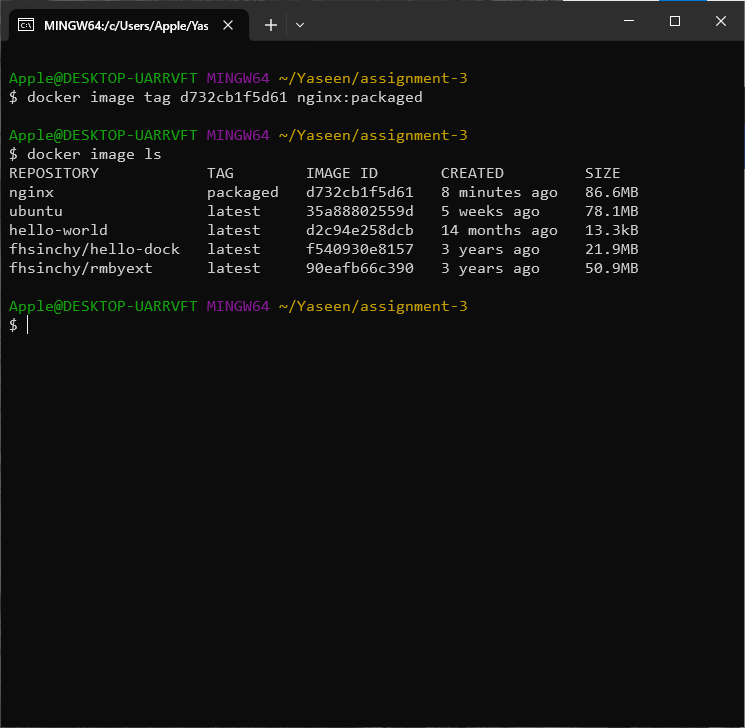 MINGW64:/c/Users/Apple/Yas
Apple@DESKTOP-UARRVFT MINGW64 ~/Yaseen/assignment-3
$ docker image tag d732cb1f5d61 nginx:packaged
Apple@DESKTOP-UARRVFT MINGW64 ~/Yaseen/assignment-3
$ docker image ls
REPOSITORY            TAG        IMAGE ID       CREATED         SIZE
nginx                 packaged   d732cb1f5d61   8 minutes ago   86.6MB
ubuntu                latest     35a88802559d   5 weeks ago     78.1MB
hello-world           latest     d2c94e258dcb   14 months ago   13.3kB
fhsinchy/hello-dock   latest     f540930e8157   3 years ago     21.9MB
fhsinchy/rmbyext      latest     90eafb66c390   3 years ago     50.9MB
Apple@DESKTOP-UARRVFT MINGW64 ~/Yaseen/assignment-3
$